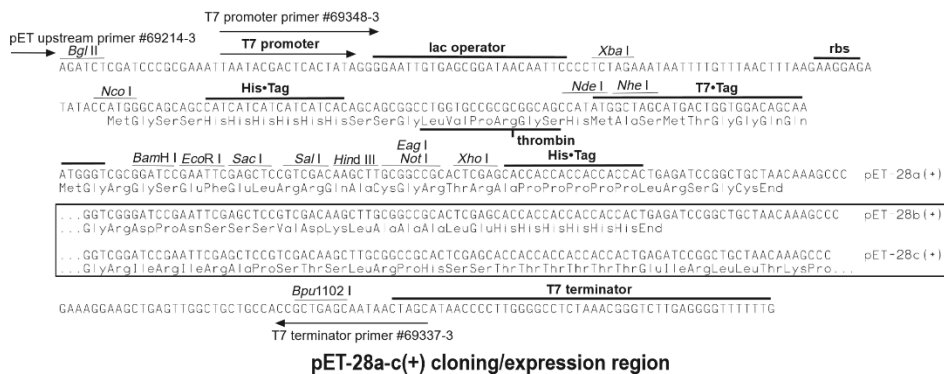 T7 promoter primer #69348-3
pET upstream primer #69214-3
Bgl II T7 promoter lac operator Xba I rbs
AGATCTCGATCCCGCGAAATTAATACGACTCACTATAGGGGAATTGTGAGCGGATAACAATTCCCCTCTAGAAATAATTTTGTTTAACTTTAAGAAGGAGA
Nco I His•Tag Nde I Nhe I T7•Tag
TATACCATGGGCAGCAGCCATCATCATCATCATCACAGCAGCGGCCTGGTGCCGCGCGGCAGCCATATGGCTAGCATGACTGGTGGACAGCAA
MetGlySerSerHisHisHisHisHisHisSerSerGlyLeuValProArgGlySerHisMetAlaSerMetThrGlyGlyGlnGln
thrombin
Eag I
BamH I EcoR I Sac I Sal I Hind III Not I Xho I His•Tag
ATGGGTCGCGGATCCGAATTCGAGCTCCGTCGACAAGCTTGCGGCCGCACTCGAGCACCACCACCACCACCACTGAGATCCGGCTGCTAACAAAGCCC pET-28a(+)
MetGlyArgGlySerGluPheGluLeuArgArgGlnAlaCysGlyArgThrArgAlaProProProProProLeuArgSerGlyCysEnd
...GGTCGGGATCCGAATTCGAGCTCCGTCGACAAGCTTGCGGCCGCACTCGAGCACCACCACCACCACCACTGAGATCCGGCTGCTAACAAAGCCC pET-28b(+)
...GlyArgAspProAsnSerSerSerValAspLysLeuAlaAlaAlaLeuGluHisHisHisHisHisHisEnd
...GGTCGGATCCGAATTCGAGCTCCGTCGACAAGCTTGCGGCCGCACTCGAGCACCACCACCACCACCACTGAGATCCGGCTGCTAACAAAGCCC pET-28c(+)
...GlyArgIleArgIleArgAlaProSerThrSerLeuArgProHisSerSerThrThrThrThrThrThrGluIleArgLeuLeuThrLysPro...
Bpu1102 I T7 terminator
GAAAGGAAGCTGAGTTGGCTGCTGCCACCGCTGAGCAATAACTAGCATAACCCCTTGGGGCCTCTAAACGGGTCTTGAGGGGTTTTTTG
T7 terminator primer #69337-3
pET-28a-c(+) cloning/expression region